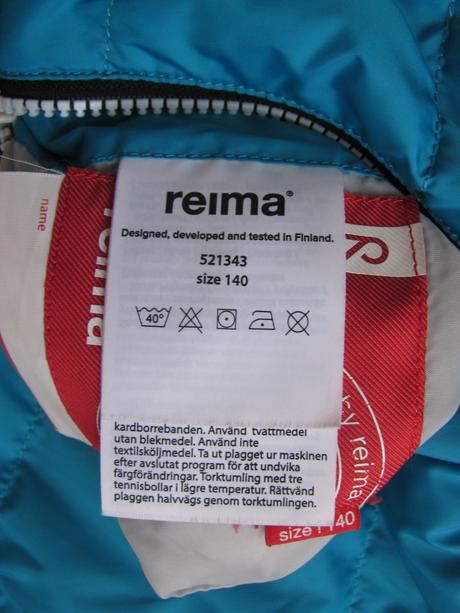 reima®
Designed, developed and tested in Finland.
521343
size 140
40°
kardborrebanden. Använd tvättmedel
utan blekmedel. Använd inte
textilsköljmedel. Ta ut plagget ur maskinen
efter avslutat program för att undvika
färgförändringar. Torktumling med tre
tennisbollar i lägre temperatur. Rättvänd
plaggen halvvägs genom torktumlingen.
name
reima
reima
size 140